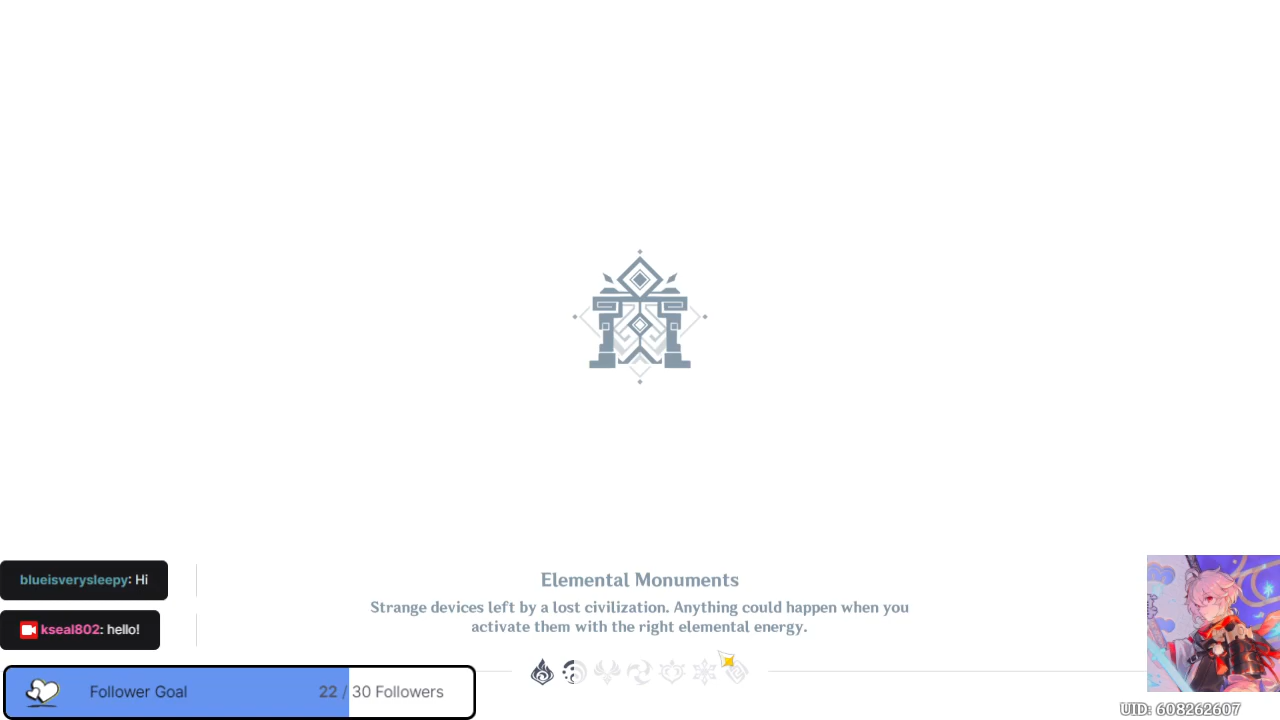 blueisverysleepy: Hi
kseal802: hello!
Elemental Monuments
Strange devices left by a lost civilization. Anything could happen when you
activate them with the right elemental energy.
Follower Goal
22 / 30 Followers
UID: 608262607